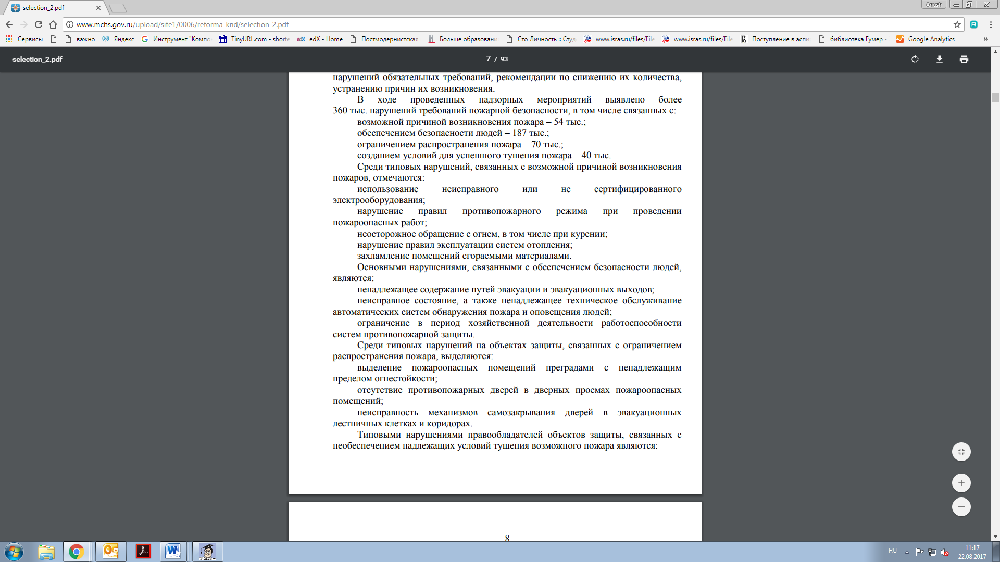 selection_2.pdf
Anush
www.mchs.gov.ru/upload/site1/0006/reforma_knd/selection_2.pdf
Сервисы важно Яндекс Инструмент "Компо TINY URL TinyURL.com - shorte edX edX - Home Постмодернистская Больше образовани Сто Личность :: Студ www.isras.ru/files/File www.isras.ru/files/File Поступление в аспи библиотека Гумер - Google Analytics »
selection_2.pdf 7 / 93
нарушений обязательных требований, рекомендации по снижению их количества,
устранению причин их возникновения.
В ходе проведенных надзорных мероприятий выявлено более
360 тыс. нарушений требований пожарной безопасности, в том числе связанных с:
возможной причиной возникновения пожара – 54 тыс.;
обеспечением безопасности людей – 187 тыс.;
ограничением распространения пожара – 70 тыс.;
созданием условий для успешного тушения пожара – 40 тыс.
Среди типовых нарушений, связанных с возможной причиной возникновения
пожаров, отмечаются:
использование неисправного или не сертифицированного
электрооборудования;
нарушение правил противопожарного режима при проведении
пожароопасных работ;
неосторожное обращение с огнем, в том числе при курении;
нарушение правил эксплуатации систем отопления;
захламление помещений сгораемыми материалами.
Основными нарушениями, связанными с обеспечением безопасности людей,
являются:
ненадлежащее содержание путей эвакуации и эвакуационных выходов;
неисправное состояние, а также ненадлежащее техническое обслуживание
автоматических систем обнаружения пожара и оповещения людей;
ограничение в период хозяйственной деятельности работоспособности
систем противопожарной защиты.
Среди типовых нарушений на объектах защиты, связанных с ограничением
распространения пожара, выделяются:
выделение пожароопасных помещений преградами с ненадлежащим
пределом огнестойкости;
отсутствие противопожарных дверей в дверных проемах пожароопасных
помещений;
неисправность механизмов самозакрывания дверей в эвакуационных
лестничных клетках и коридорах.
Типовыми нарушениями правообладателей объектов защиты, связанных с
необеспечением надлежащих условий тушения возможного пожара являются:
8
RU 11:17
22.08.2017